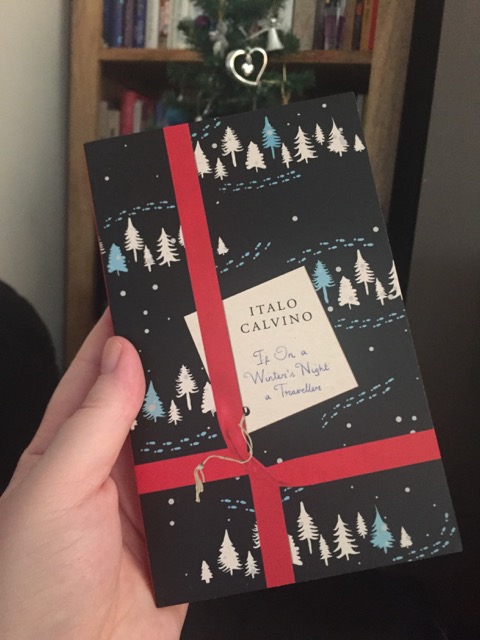 ITALO
CALVINO
If On a
Winter's Night
a Traveller